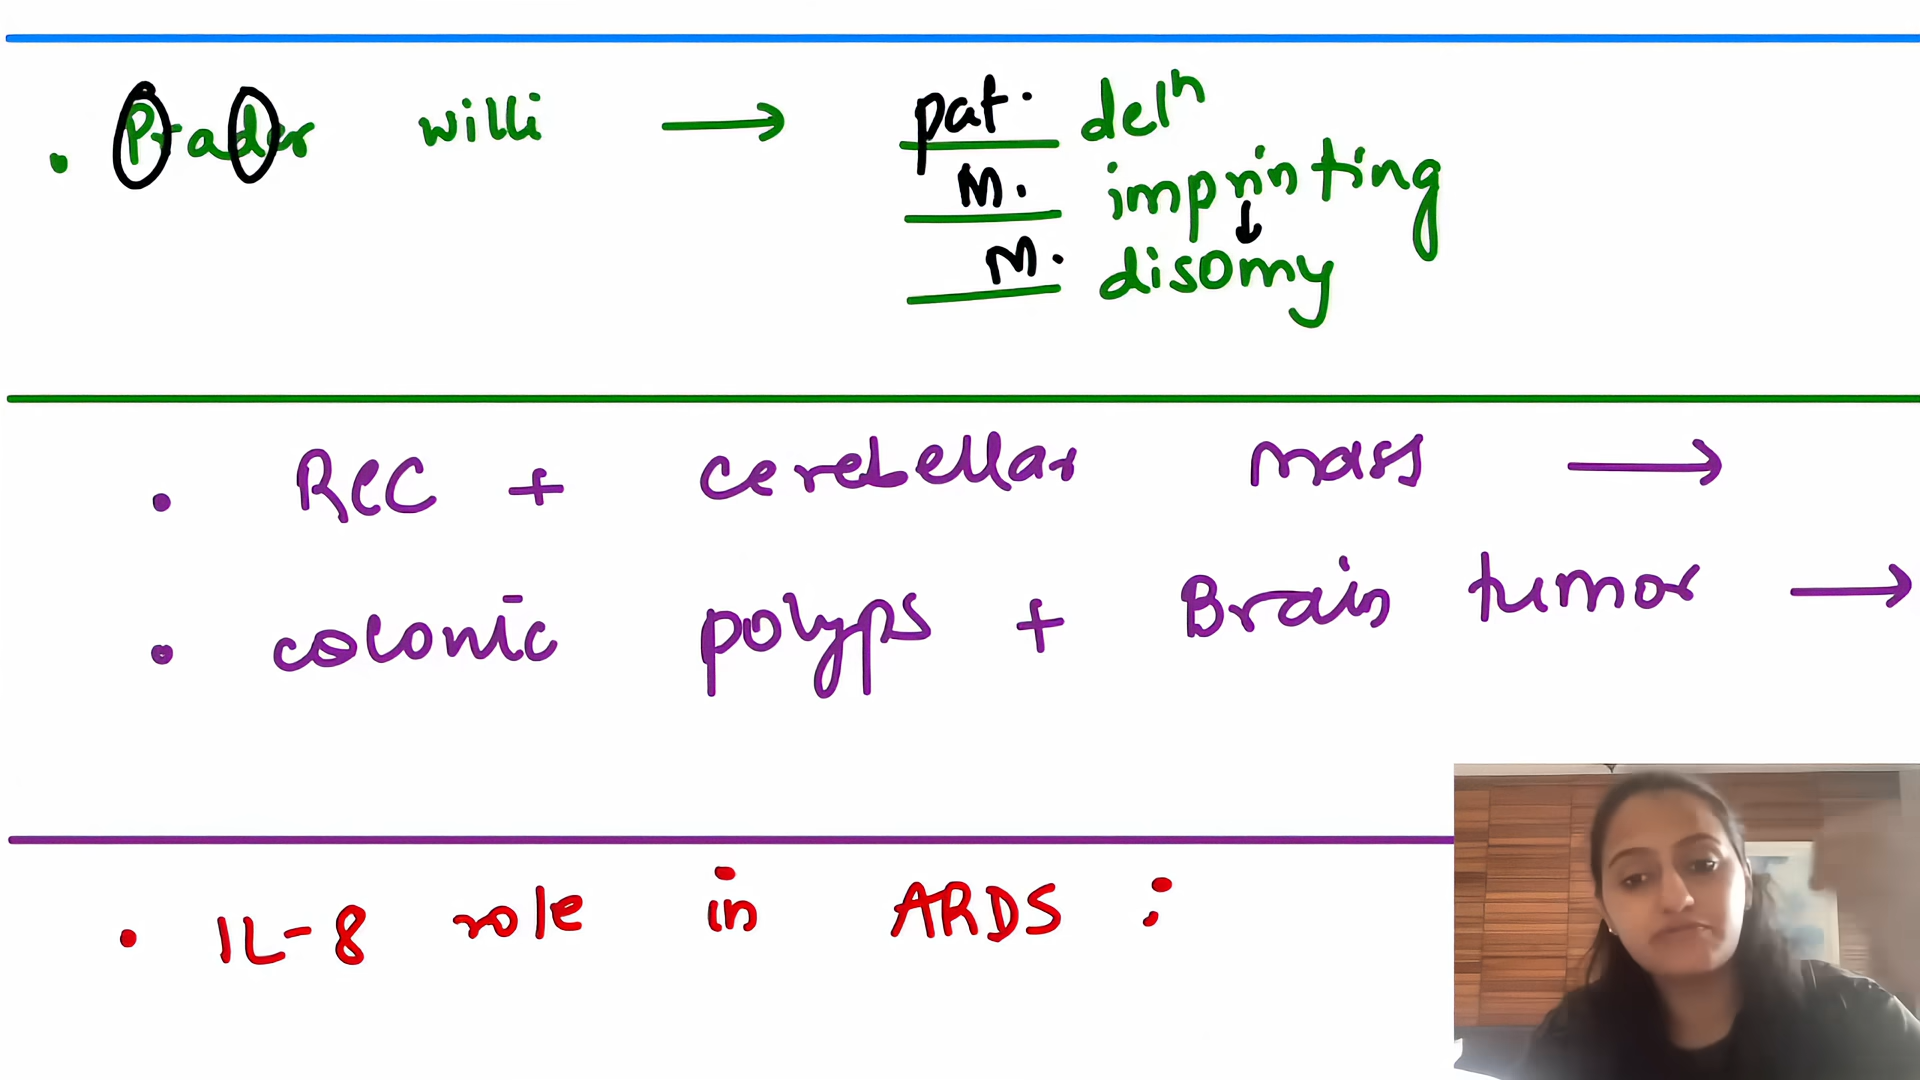 • Prader willi → pat. delⁿ
M. imprinting
↓
M. disomy
• RCC + cerebellar mass →
• colonic polyps + Brain tumor →
• IL-8 role in ARDS :